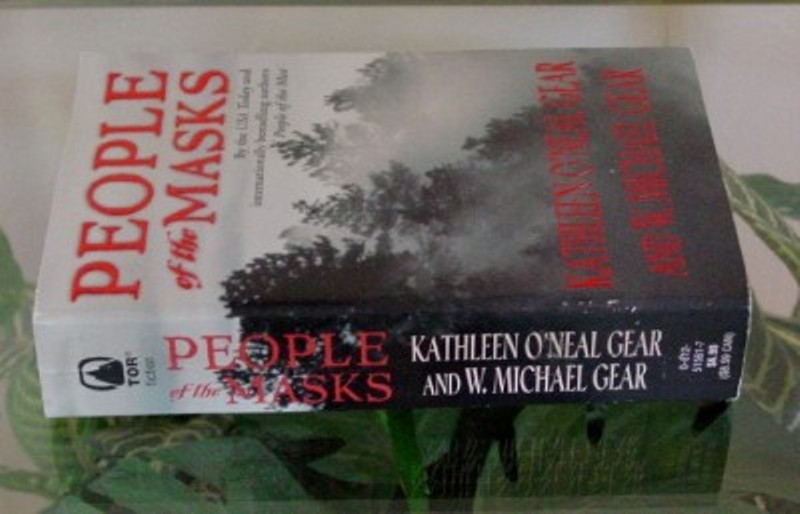 PEOPLE
of the
MASKS
By the USA Today and
internationally bestselling authors
of People of the Mist
KATHLEEN O'NEAL GEAR
AND W. MICHAEL GEAR
TOR®
PEOPLE
of the MASKS
KATHLEEN O'NEAL GEAR
AND W. MICHAEL GEAR